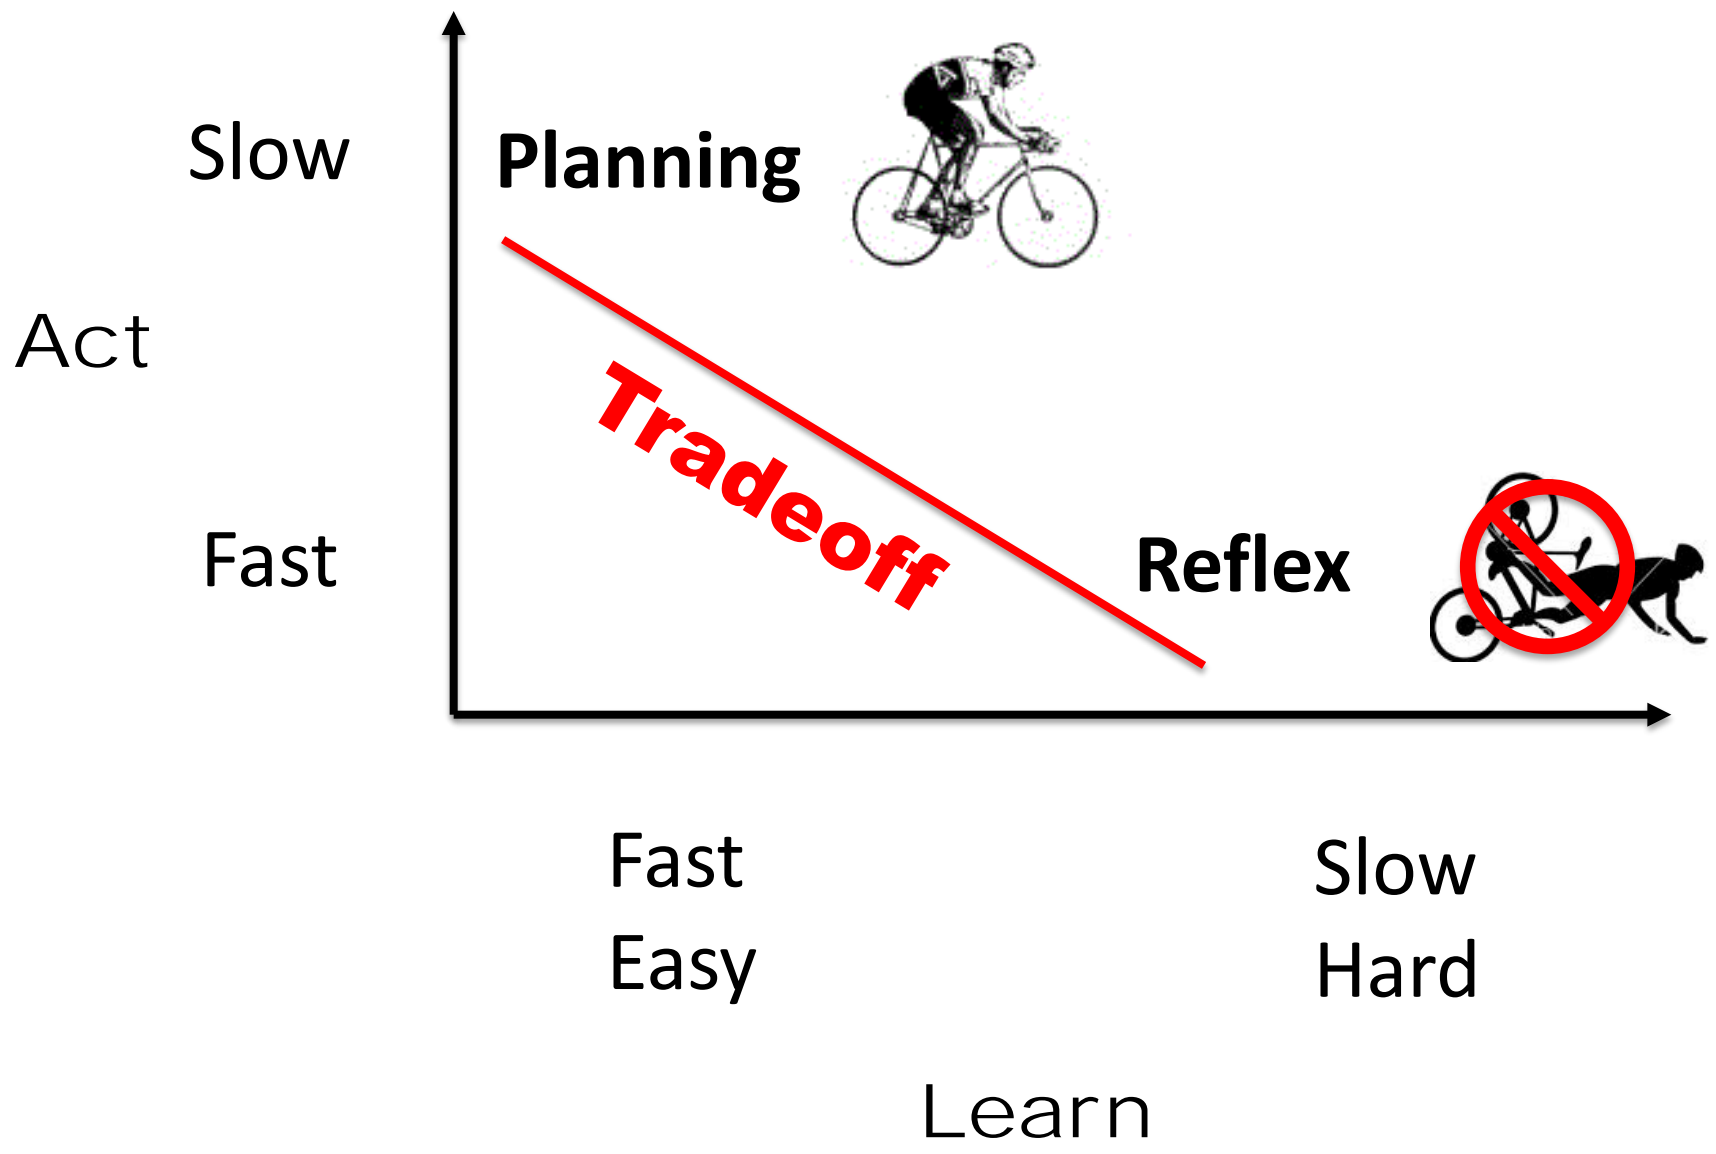 Slow
Planning
Act
Tradeoff
Fast
Reflex
Fast
Slow
Easy
Hard
Learn